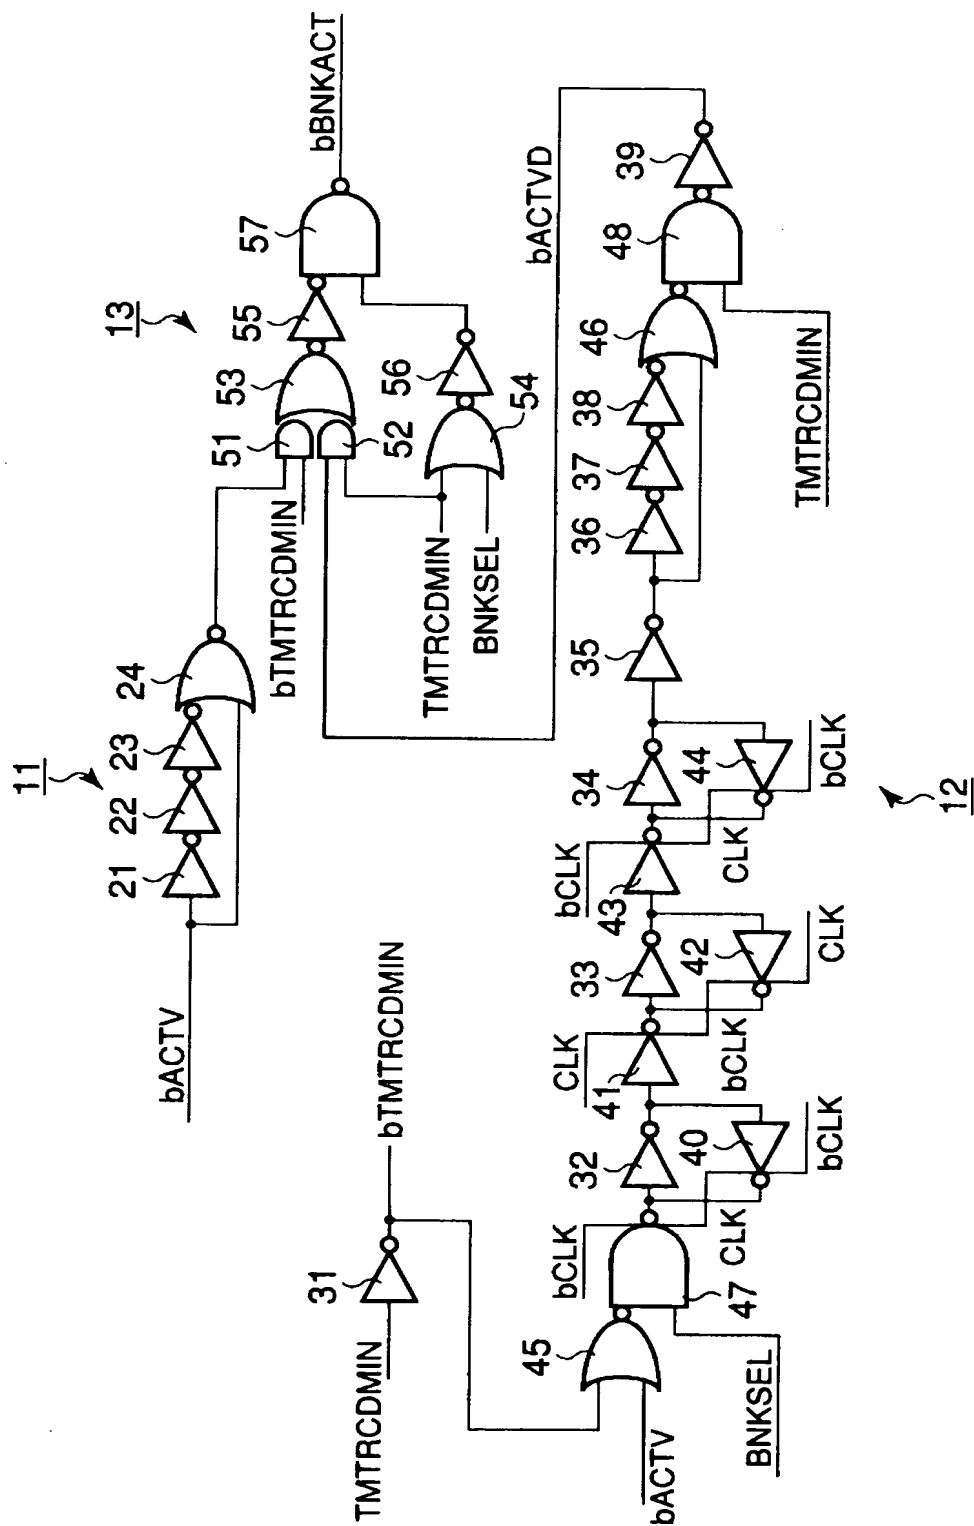 11
bACTV
21
22
23
24
13
51
bTMTRCDMIN
52
53
55
57
bBNKACT
TMTRCDMIN
BNKSEL
54
56
TMTRCDMIN
31
bTMTRCDMIN
bACTVD
12
bACTV
45
BNKSEL
47
bCLK
CLK
32
40
bCLK
41
CLK
bCLK
33
42
CLK
43
bCLK
CLK
34
44
bCLK
35
36
37
38
46
TMTRCDMIN
48
39